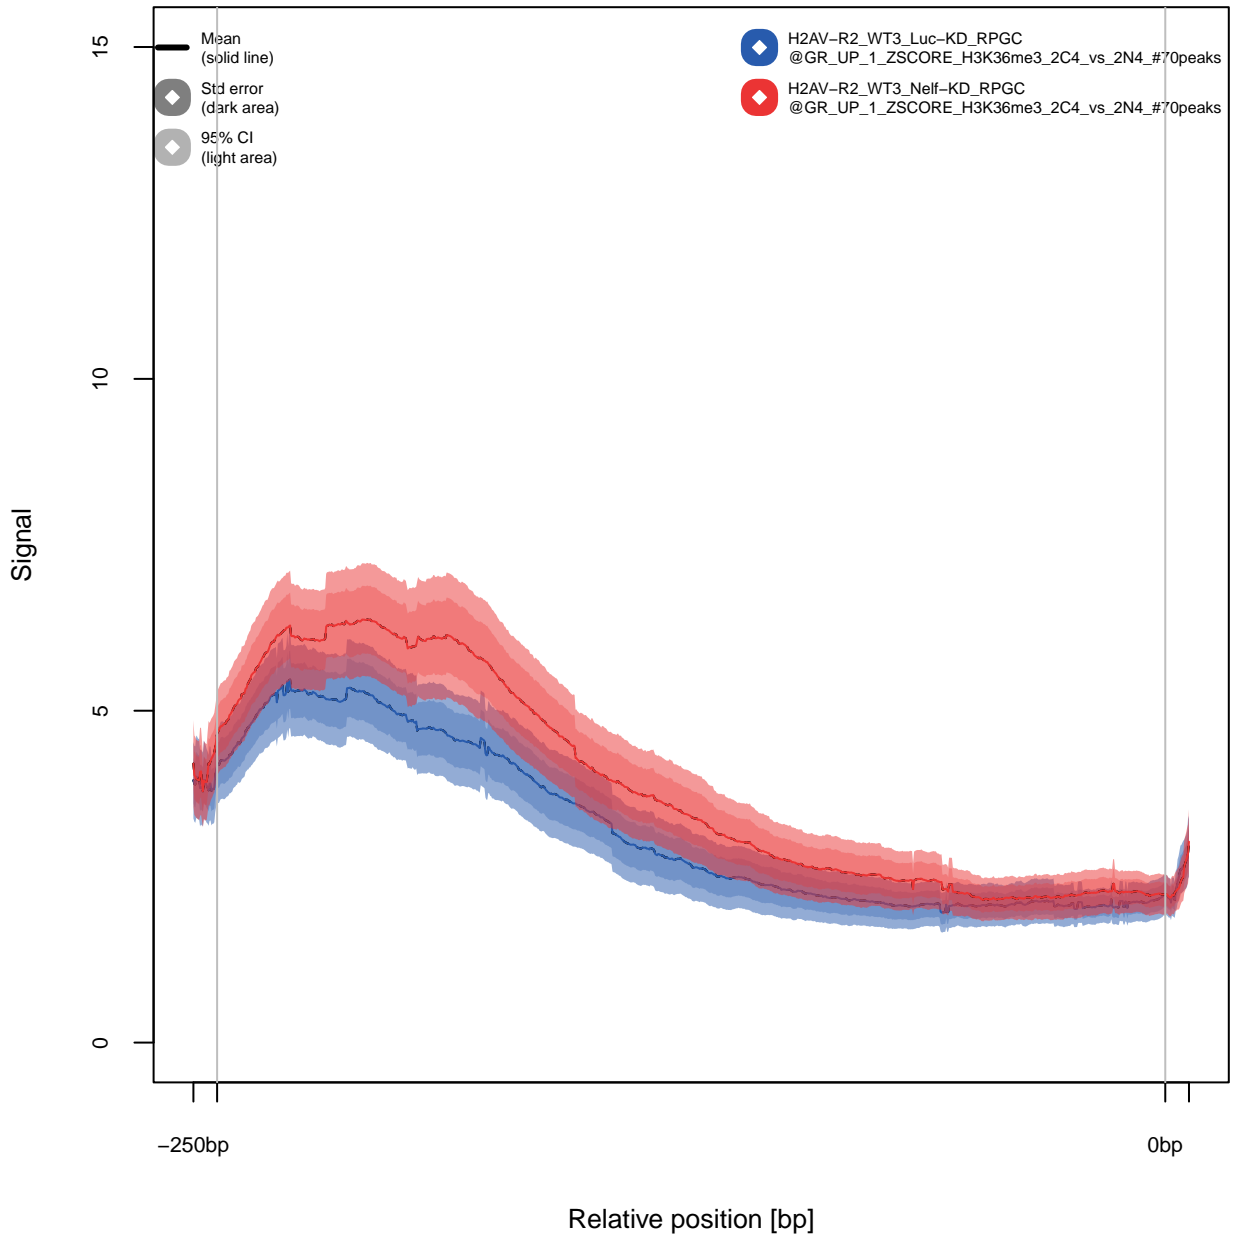 Mean
(solid line)
Std error
(dark area)
95% CI
(light area)
H2AV−R2_WT3_Luc−KD_RPGC
@GR_UP_1_ZSCORE_H3K36me3_2C4_vs_2N4_#70peaks
H2AV−R2_WT3_Nelf−KD_RPGC
@GR_UP_1_ZSCORE_H3K36me3_2C4_vs_2N4_#70peaks
15
10
5
0
Signal
−250bp
0bp
Relative position [bp]